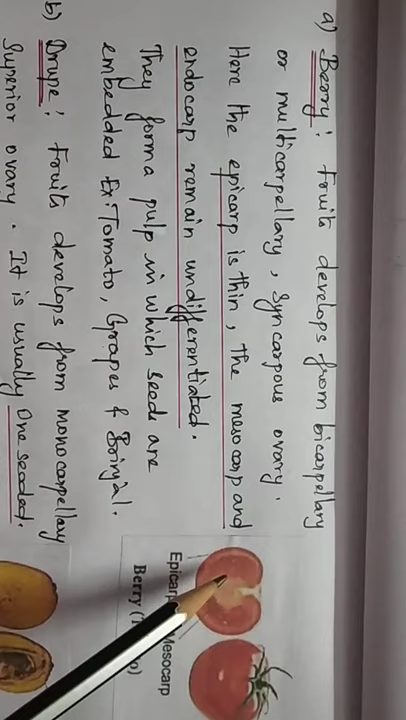 a) Berry: Fruits develops from bicarpellary
or multicarpellary, syncarpous ovary.
Here the epicarp is thin, the mesocarp and
endocarp remain undifferentiated.
They form a pulp in which seeds are
embedded Ex: Tomato, Grapes & Brinjal.
b) Drupe: Fruits develops from monocarpellary
Superior ovary. It is usually one seeded.
Epicarp Mesocarp
Berry